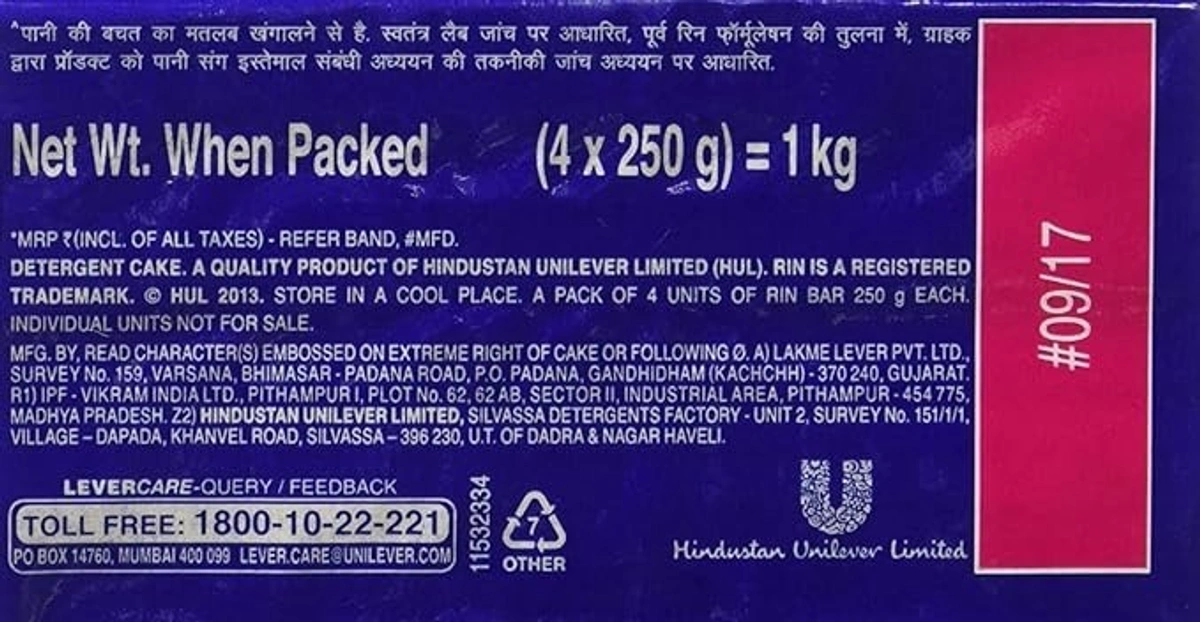 ^पानी की बचत का मतलब खंगालने से है. स्वतंत्र लैब जांच पर आधारित, पूर्व रिन फ़ॉर्मूलेषन की तुलना में, ग्राहक
द्वारा प्रॉडक्ट को पानी संग इस्तेमाल संबंधी अध्ययन की तकनीकी जांच अध्ययन पर आधारित.
Net Wt. When Packed (4 x 250 g) = 1 kg
*MRP ₹(INCL. OF ALL TAXES) - REFER BAND, #MFD.
DETERGENT CAKE. A QUALITY PRODUCT OF HINDUSTAN UNILEVER LIMITED (HUL). RIN IS A REGISTERED
TRADEMARK. © HUL 2013. STORE IN A COOL PLACE. A PACK OF 4 UNITS OF RIN BAR 250 g EACH.
INDIVIDUAL UNITS NOT FOR SALE.
MFG. BY, READ CHARACTER(S) EMBOSSED ON EXTREME RIGHT OF CAKE OR FOLLOWING Ø. A) LAKME LEVER PVT. LTD.,
SURVEY No. 159, VARSANA, BHIMASAR - PADANA ROAD, P.O. PADANA, GANDHIDHAM (KACHCHH) - 370 240, GUJARAT.
R1) IPF - VIKRAM INDIA LTD., PITHAMPUR I, PLOT No. 62, 62 AB, SECTOR II, INDUSTRIAL AREA, PITHAMPUR - 454 775,
MADHYA PRADESH. Z2) HINDUSTAN UNILEVER LIMITED, SILVASSA DETERGENTS FACTORY - UNIT 2, SURVEY No. 151/1/1,
VILLAGE – DAPADA, KHANVEL ROAD, SILVASSA – 396 230, U.T. OF DADRA & NAGAR HAVELI.
LEVERCARE-QUERY / FEEDBACK
TOLL FREE: 1800-10-22-221
PO BOX 14760, MUMBAI 400 099 LEVER.CARE@UNILEVER.COM
11532334
7
OTHER
Hindustan Unilever Limited
#09/17